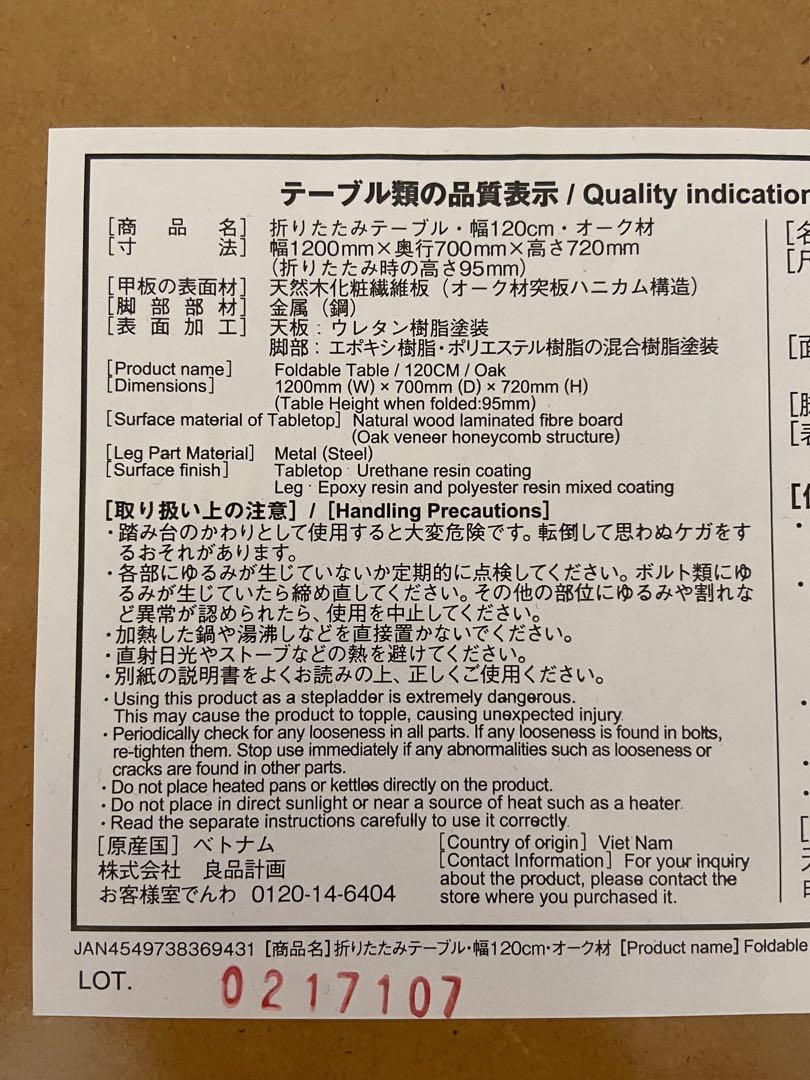 テーブル類の品質表示 / Quality indication
[商品名] 折りたたみテーブル・幅120cm・オーク材
[寸法] 幅1200mm×奥行700mm×高さ720mm
(折りたたみ時の高さ95mm)
[甲板の表面材] 天然木化粧繊維板(オーク材突板ハニカム構造)
[脚部部材] 金属(鋼)
[表面加工] 天板：ウレタン樹脂塗装
脚部：エポキシ樹脂・ポリエステル樹脂の混合樹脂塗装
[Product name] Foldable Table / 120CM / Oak
[Dimensions] 1200mm (W) × 700mm (D) × 720mm (H)
(Table Height when folded:95mm)
[Surface material of Tabletop] Natural wood laminated fibre board
(Oak veneer honeycomb structure)
[Leg Part Material] Metal (Steel)
[Surface finish] Tabletop · Urethane resin coating
Leg · Epoxy resin and polyester resin mixed coating
[取り扱い上の注意] / [Handling Precautions]
・踏み台のかわりとして使用すると大変危険です。転倒して思わぬケガをす
るおそれがあります。
・各部にゆるみが生じていないか定期的に点検してください。ボルト類にゆ
るみが生じていたら締め直してください。その他の部位にゆるみや割れな
ど異常が認められたら、使用を中止してください。
・加熱した鍋や湯沸しなどを直接置かないでください。
・直射日光やストーブなどの熱を避けてください。
・別紙の説明書をよくお読みの上、正しくご使用ください。
・Using this product as a stepladder is extremely dangerous.
This may cause the product to topple, causing unexpected injury.
・Periodically check for any looseness in all parts. If any looseness is found in bolts,
re-tighten them. Stop use immediately if any abnormalities such as looseness or
cracks are found in other parts.
・Do not place heated pans or kettles directly on the product.
・Do not place in direct sunlight or near a source of heat such as a heater.
・Read the separate instructions carefully to use it correctly.
[原産国] ベトナム
株式会社 良品計画
お客様室でんわ 0120-14-6404
[Country of origin] Viet Nam
[Contact Information] For your inquiry
about the product, please contact the
store where you purchased it.
JAN4549738369431 [商品名]折りたたみテーブル・幅120cm・オーク材 [Product name] Foldable
LOT. 0217107